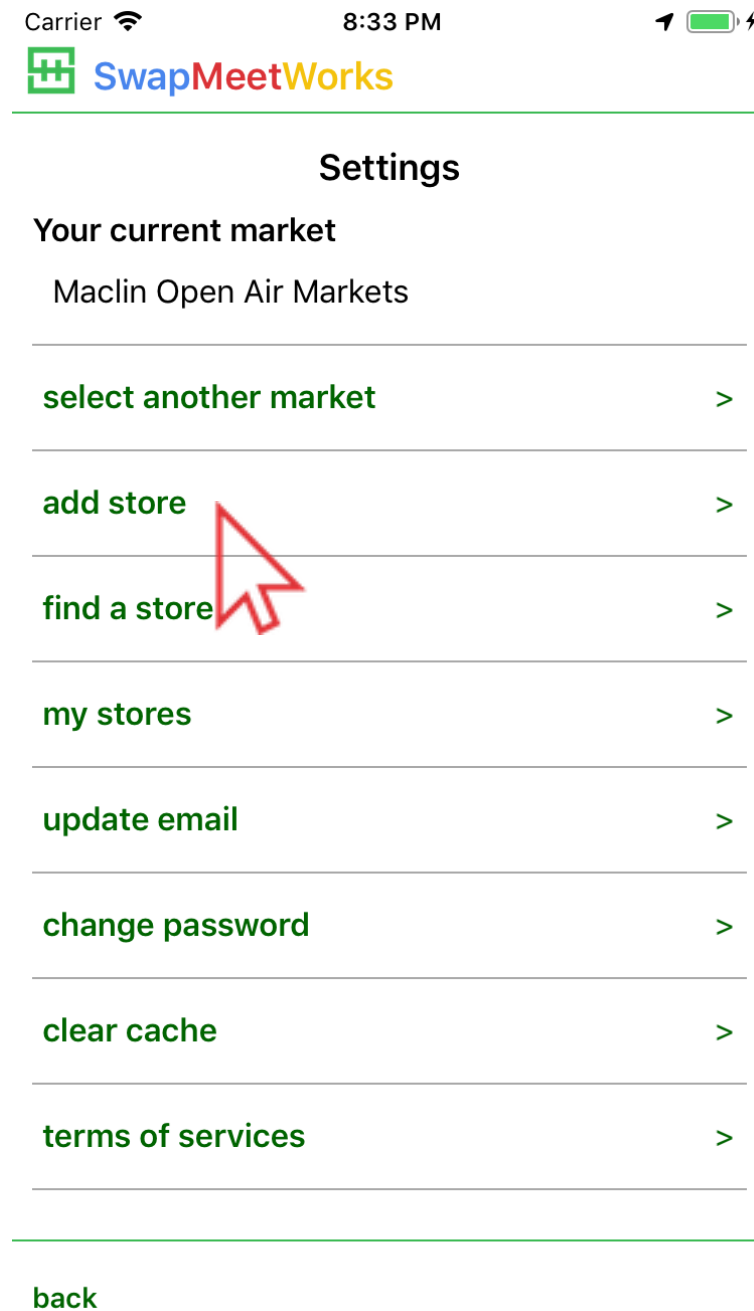 Carrier 8:33 PM
SwapMeetWorks
Settings
Your current market
Maclin Open Air Markets
select another market >
add store >
find a store >
my stores >
update email >
change password >
clear cache >
terms of services >
back